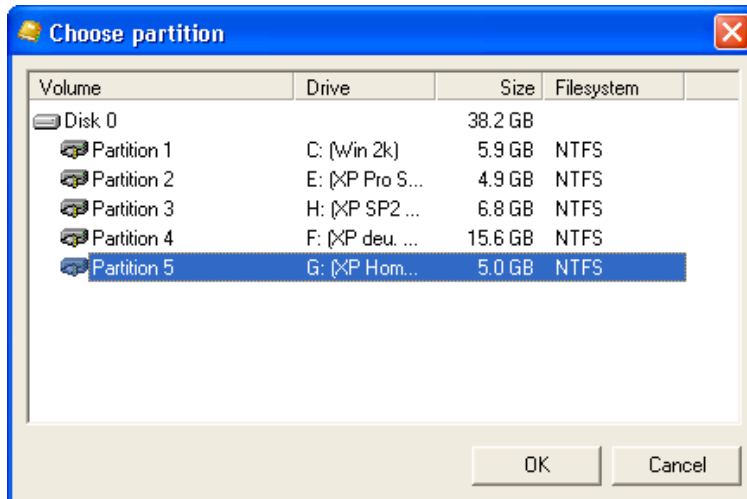 Choose partition
Volume Drive Size Filesystem
Disk 0 38.2 GB
Partition 1 C: (Win 2k) 5.9 GB NTFS
Partition 2 E: (XP Pro S... 4.9 GB NTFS
Partition 3 H: (XP SP2 ... 6.8 GB NTFS
Partition 4 F: (XP deu. ... 15.6 GB NTFS
Partition 5 G: (XP Hom... 5.0 GB NTFS
OK Cancel